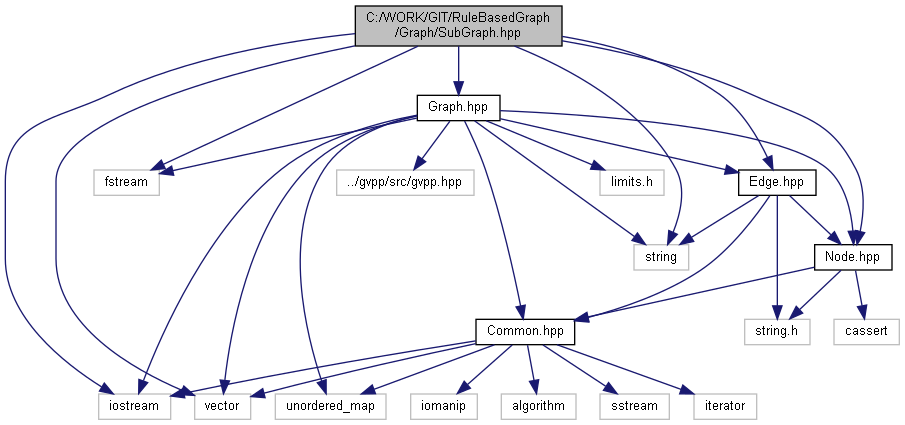 C:/WORK/GIT/RuleBasedGraph
/Graph/SubGraph.hpp
Graph.hpp
fstream
../gvpp/src/gvpp.hpp
limits.h
Edge.hpp
string
Node.hpp
Common.hpp
string.h
cassert
iostream
vector
unordered_map
iomanip
algorithm
sstream
iterator